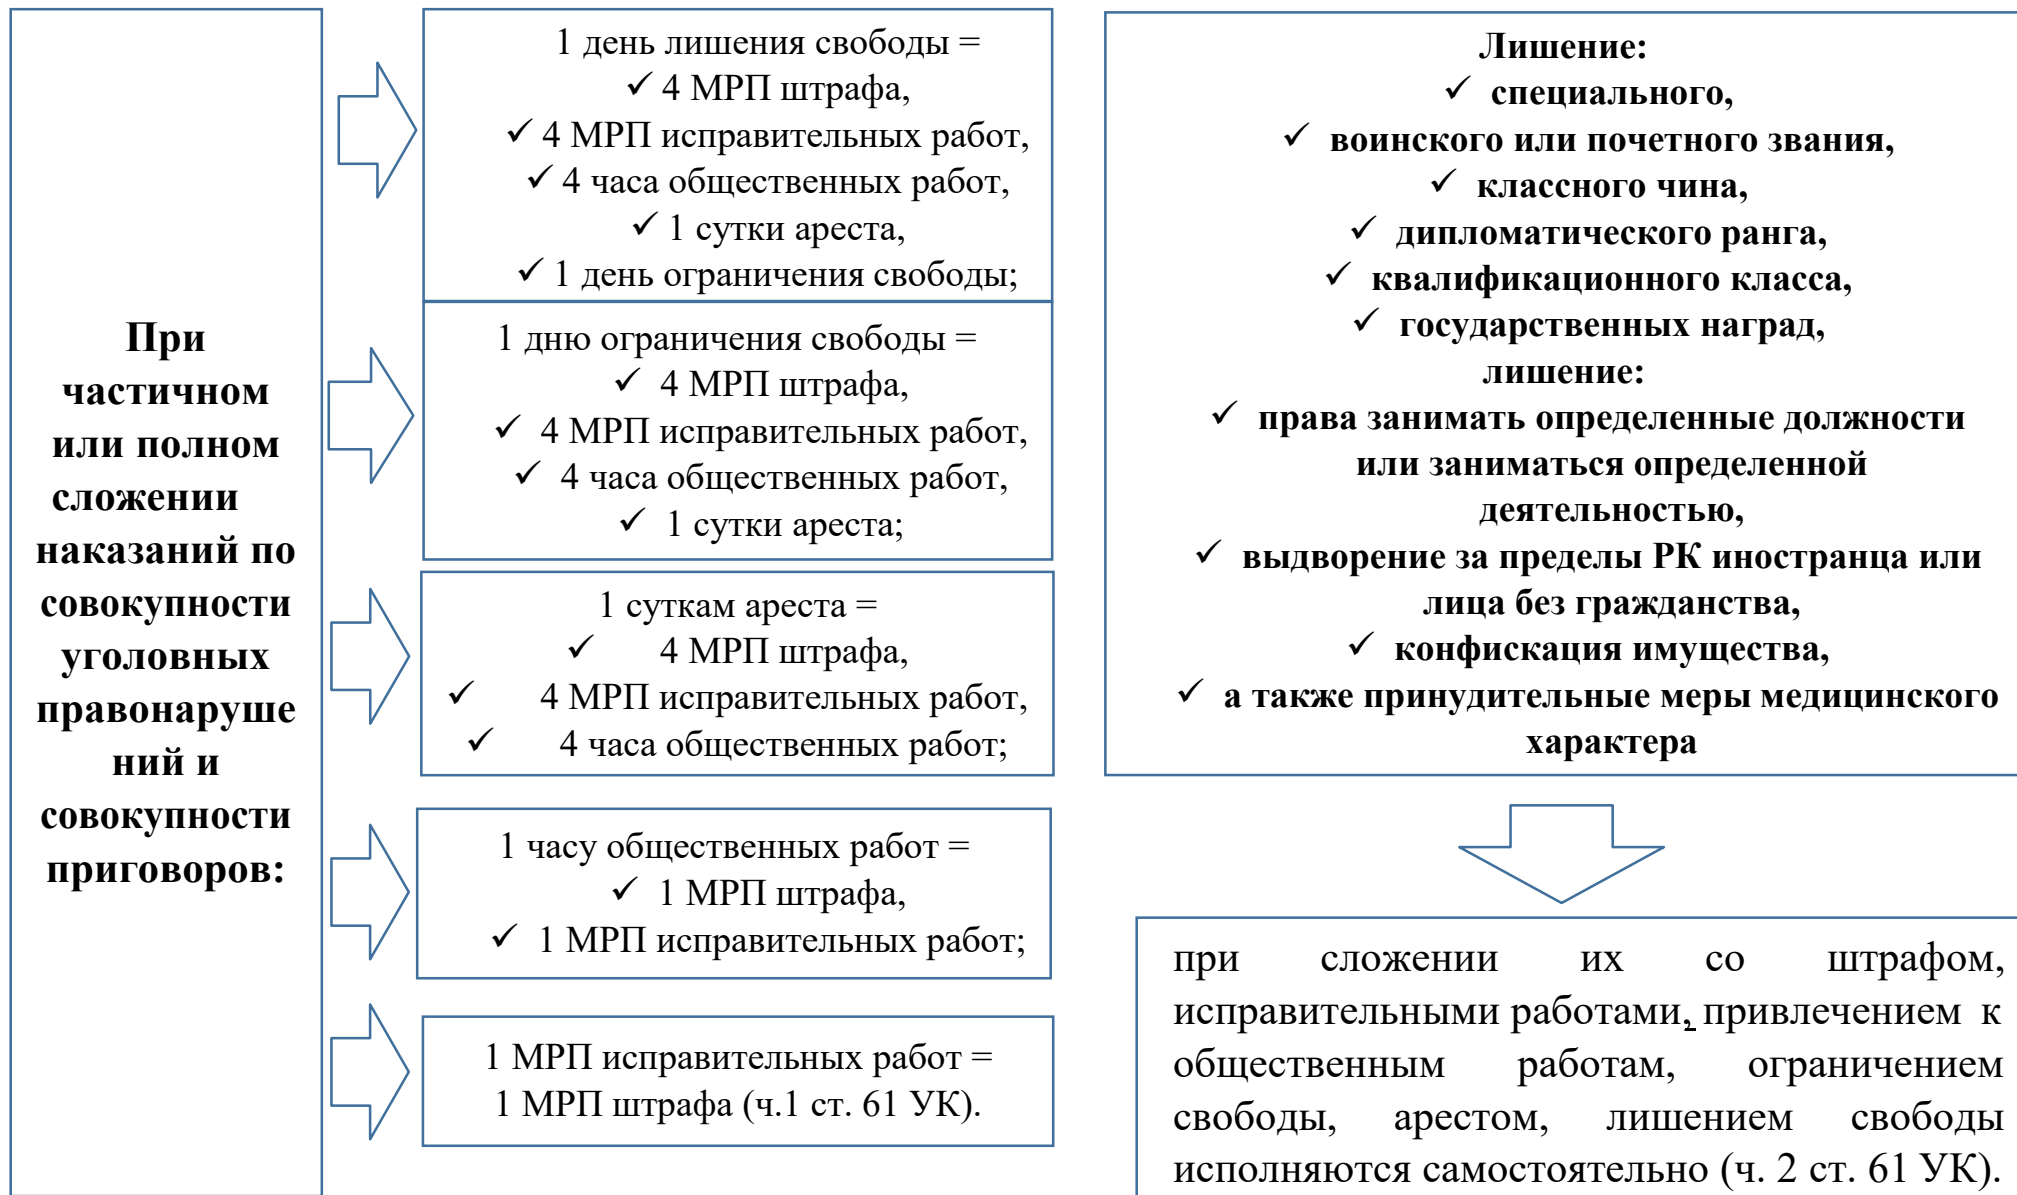 При
частичном
или полном
сложении
наказаний по
совокупности
уголовных
правонаруше
ний и
совокупности
приговоров:
1 день лишения свободы =
✓ 4 МРП штрафа,
✓ 4 МРП исправительных работ,
✓ 4 часа общественных работ,
✓ 1 сутки ареста,
✓ 1 день ограничения свободы;
1 дню ограничения свободы =
✓ 4 МРП штрафа,
✓ 4 МРП исправительных работ,
✓ 4 часа общественных работ,
✓ 1 сутки ареста;
1 суткам ареста =
✓ 4 МРП штрафа,
✓ 4 МРП исправительных работ,
✓ 4 часа общественных работ;
1 часу общественных работ =
✓ 1 МРП штрафа,
✓ 1 МРП исправительных работ;
1 МРП исправительных работ =
1 МРП штрафа (ч.1 ст. 61 УК).
Лишение:
✓ специального,
✓ воинского или почетного звания,
✓ классного чина,
✓ дипломатического ранга,
✓ квалификационного класса,
✓ государственных наград,
лишение:
✓ права занимать определенные должности
или заниматься определенной
деятельностью,
✓ выдворение за пределы РК иностранца или
лица без гражданства,
✓ конфискация имущества,
✓ а также принудительные меры медицинского
характера
при сложении их со штрафом,
исправительными работами, привлечением к
общественным работам, ограничением
свободы, арестом, лишением свободы
исполняются самостоятельно (ч. 2 ст. 61 УК).